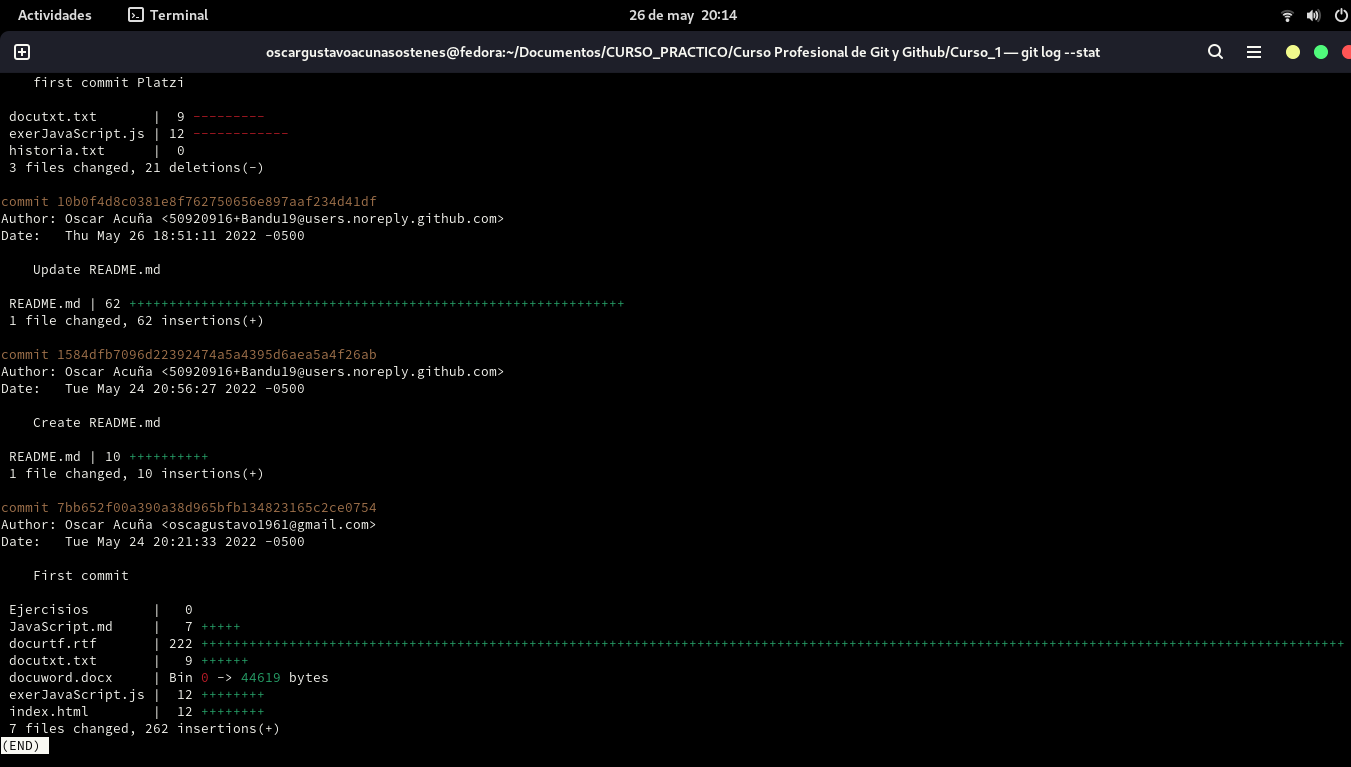 Actividades Terminal 26 de may 20:14
oscargustavoacunasostenes@fedora:~/Documentos/CURSO_PRACTICO/Curso Profesional de Git y Github/Curso_1 — git log --stat
first commit Platzi
docutxt.txt | 9 ---------
exerJavaScript.js | 12 ------------
historia.txt | 0
3 files changed, 21 deletions(-)
commit 10b0f4d8c0381e8f762750656e897aaf234d41df
Author: Oscar Acuña <50920916+Bandu19@users.noreply.github.com>
Date: Thu May 26 18:51:11 2022 -0500
Update README.md
README.md | 62 ++++++++++++++++++++++++++++++++++++++++++++++++++++++++++++++
1 file changed, 62 insertions(+)
commit 1584dfb7096d22392474a5a4395d6aea5a4f26ab
Author: Oscar Acuña <50920916+Bandu19@users.noreply.github.com>
Date: Tue May 24 20:56:27 2022 -0500
Create README.md
README.md | 10 ++++++++++
1 file changed, 10 insertions(+)
commit 7bb652f00a390a38d965bfb134823165c2ce0754
Author: Oscar Acuña <oscagustavo1961@gmail.com>
Date: Tue May 24 20:21:33 2022 -0500
First commit
Ejercisios | 0
JavaScript.md | 7 +++++
docurtf.rtf | 222 +++++++++++++++++++++++++++++++++++++++++++++++++++++++++++++++++++++++++++++++++++++++++++++++++++++++++++++++++++++++++++++++++++++++++++++++
docutxt.txt | 9 ++++++
docuword.docx | Bin 0 -> 44619 bytes
exerJavaScript.js | 12 ++++++++
index.html | 12 ++++++++
7 files changed, 262 insertions(+)
(END)